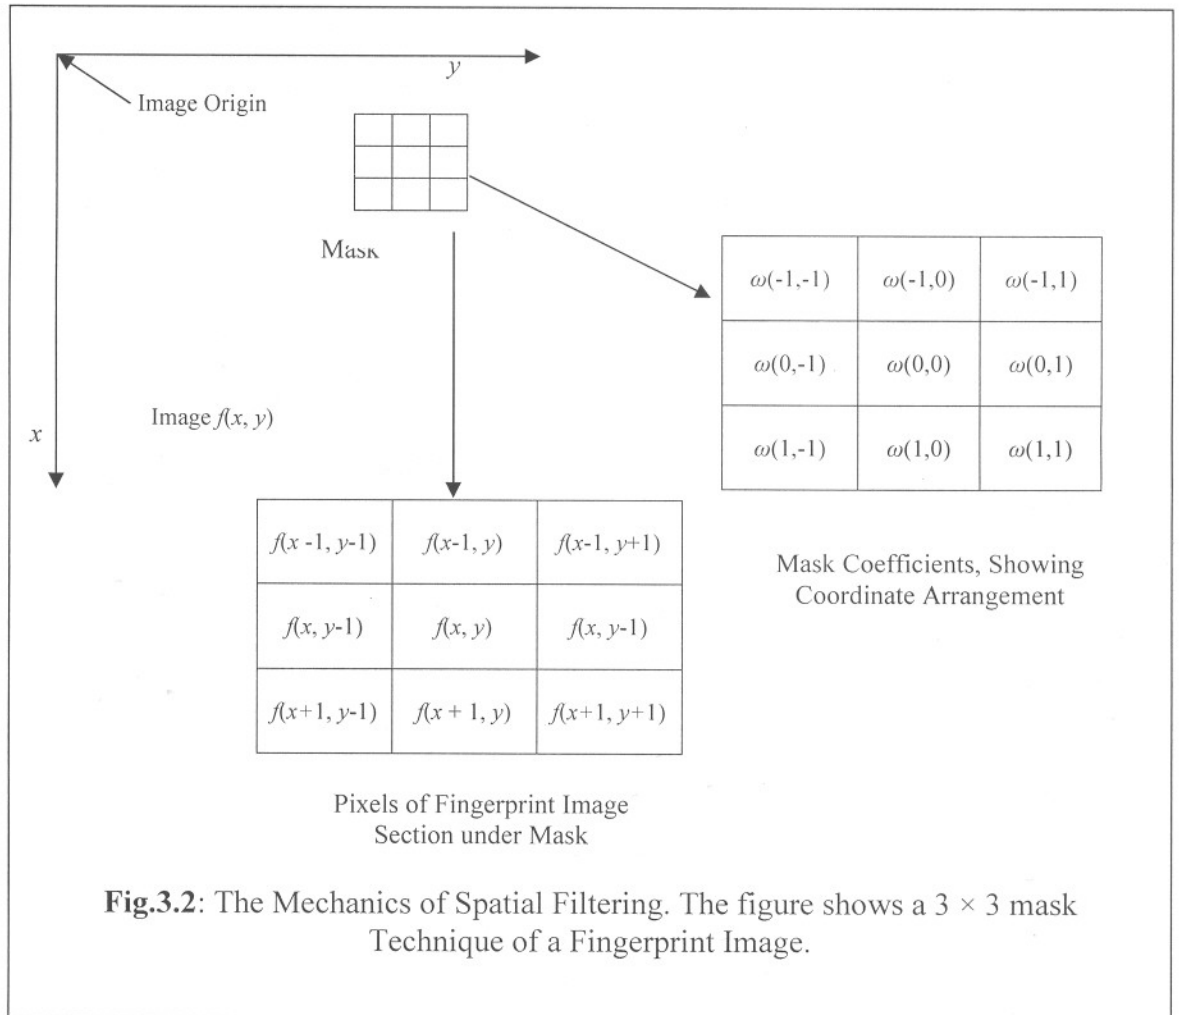 y
Image Origin
Mask
ω(-1,-1) ω(-1,0) ω(-1,1)
ω(0,-1) ω(0,0) ω(0,1)
ω(1,-1) ω(1,0) ω(1,1)
Image f(x, y)
x
f(x -1, y-1) f(x-1, y) f(x-1, y+1)
f(x, y-1) f(x, y) f(x, y-1)
f(x+1, y-1) f(x + 1, y) f(x+1, y+1)
Mask Coefficients, Showing
Coordinate Arrangement
Pixels of Fingerprint Image
Section under Mask
Fig.3.2: The Mechanics of Spatial Filtering. The figure shows a 3 × 3 mask
Technique of a Fingerprint Image.